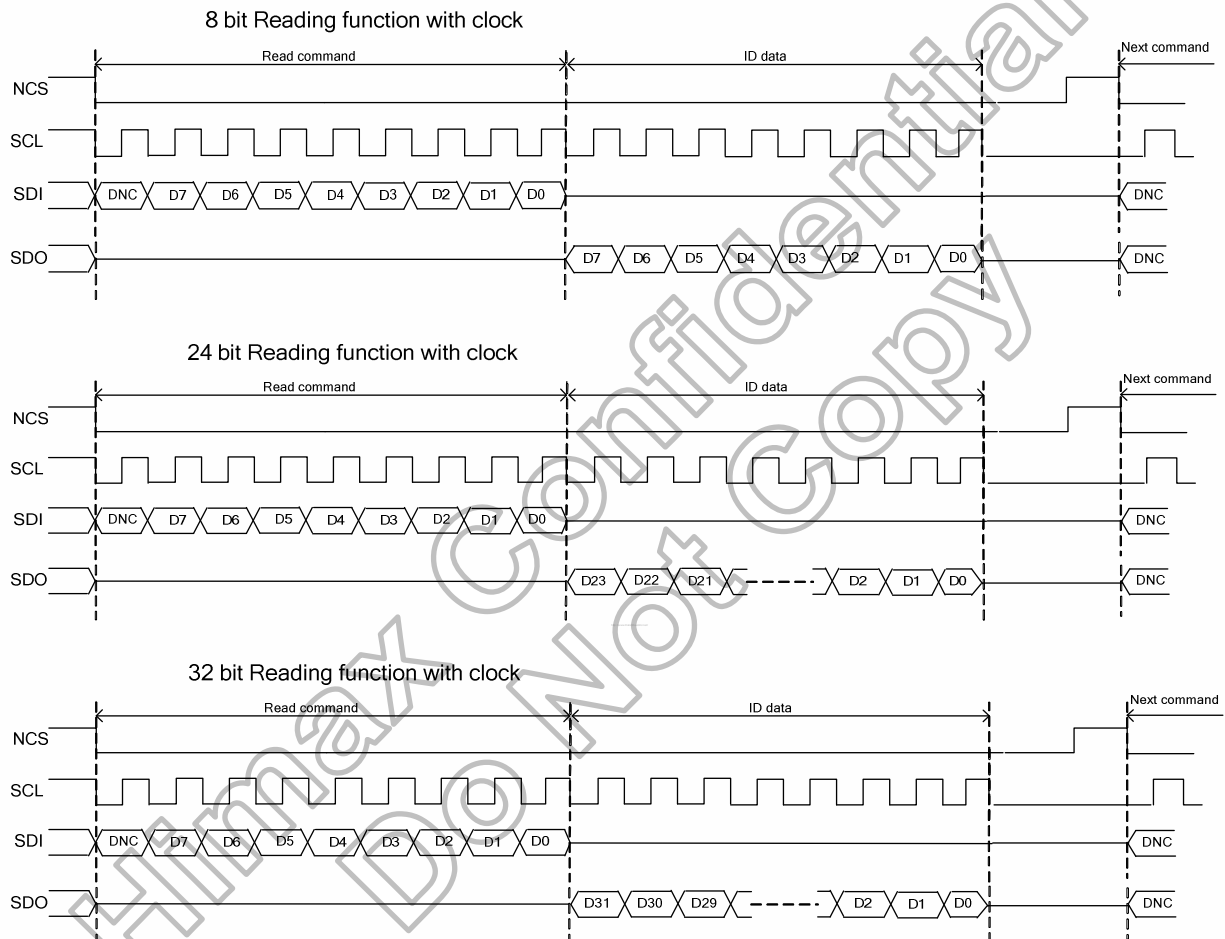 8 bit Reading function with clock
Read command ID data Next command
NCS
SCL
SDI DNC D7 D6 D5 D4 D3 D2 D1 D0 DNC
SDO D7 D6 D5 D4 D3 D2 D1 D0 DNC
24 bit Reading function with clock
Read command ID data Next command
NCS
SCL
SDI DNC D7 D6 D5 D4 D3 D2 D1 D0 DNC
SDO D23 D22 D21 D2 D1 D0 DNC
32 bit Reading function with clock
Read command ID data Next command
NCS
SCL
SDI DNC D7 D6 D5 D4 D3 D2 D1 D0 DNC
SDO D31 D30 D29 D2 D1 D0 DNC
Himax Confidential
Do Not Copy